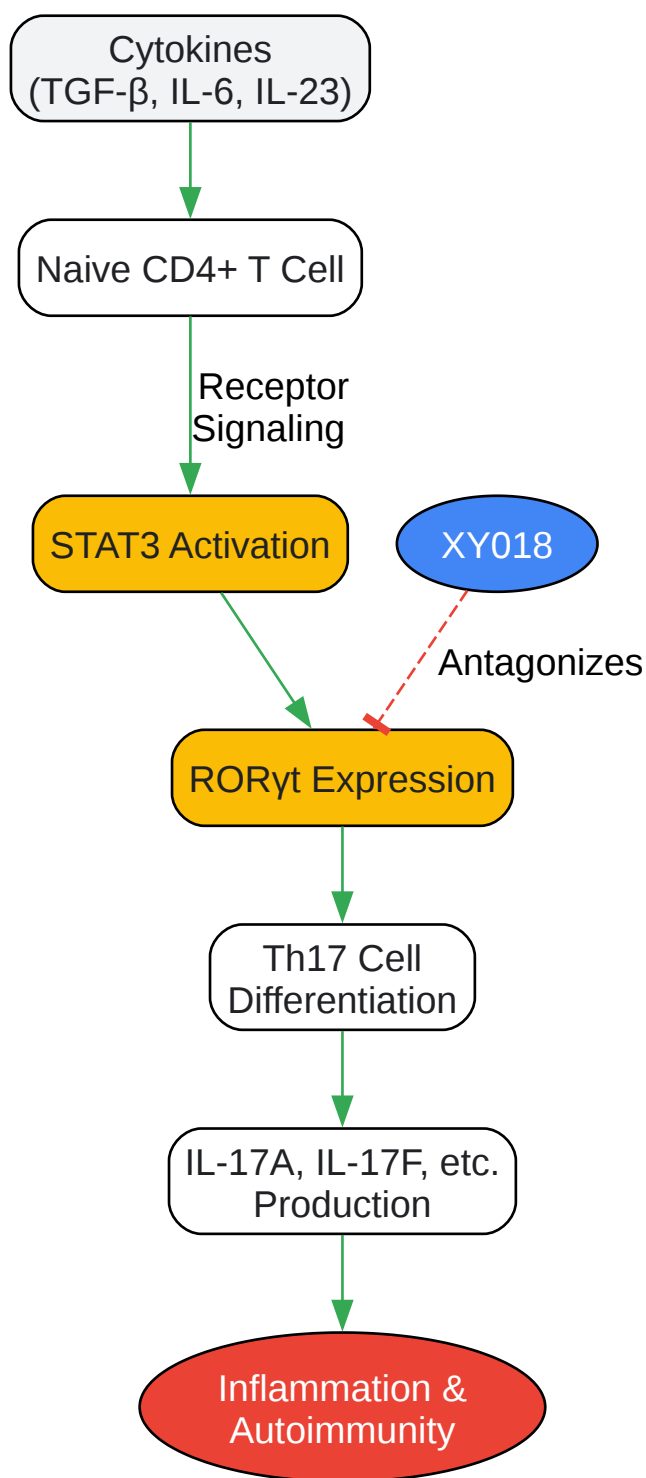 Cytokines
(TGF-β, IL-6, IL-23)
Naive CD4+ T Cell
Receptor
Signaling
STAT3 Activation
XY018
Antagonizes
RORγt Expression
Th17 Cell
Differentiation
IL-17A, IL-17F, etc.
Production
Inflammation &
Autoimmunity